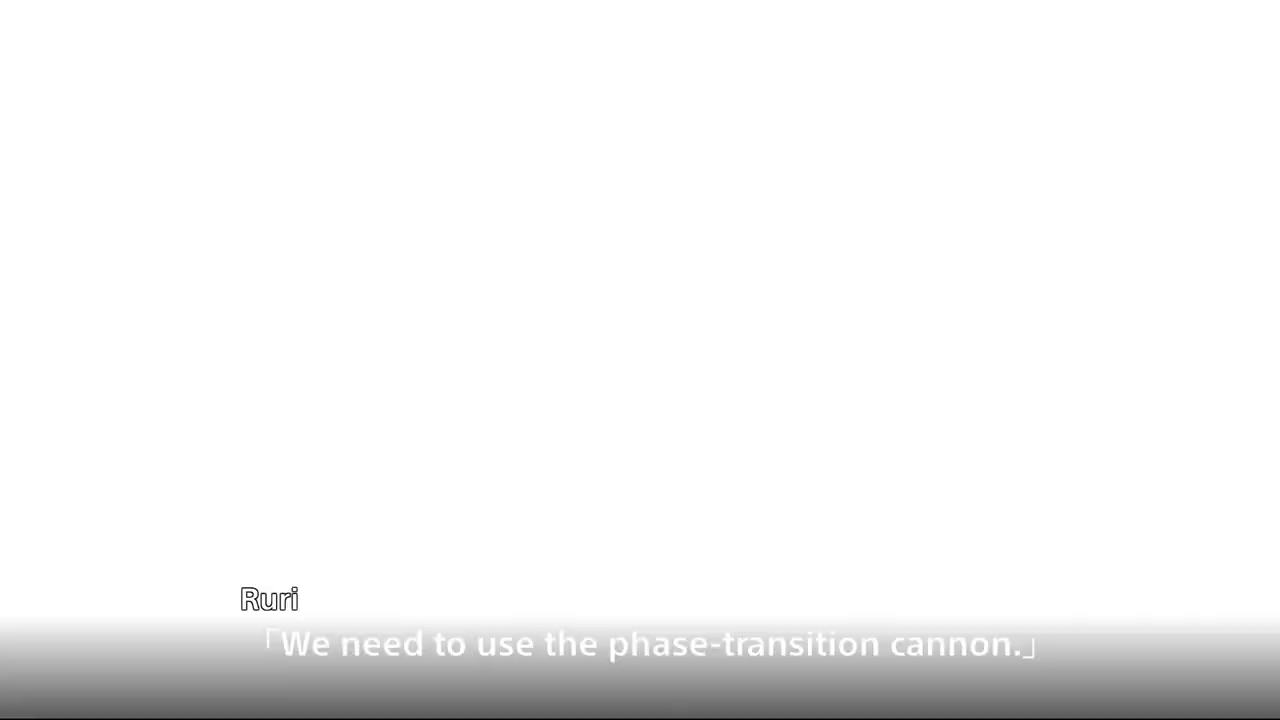 Ruri
「We need to use the phase-transition cannon.」